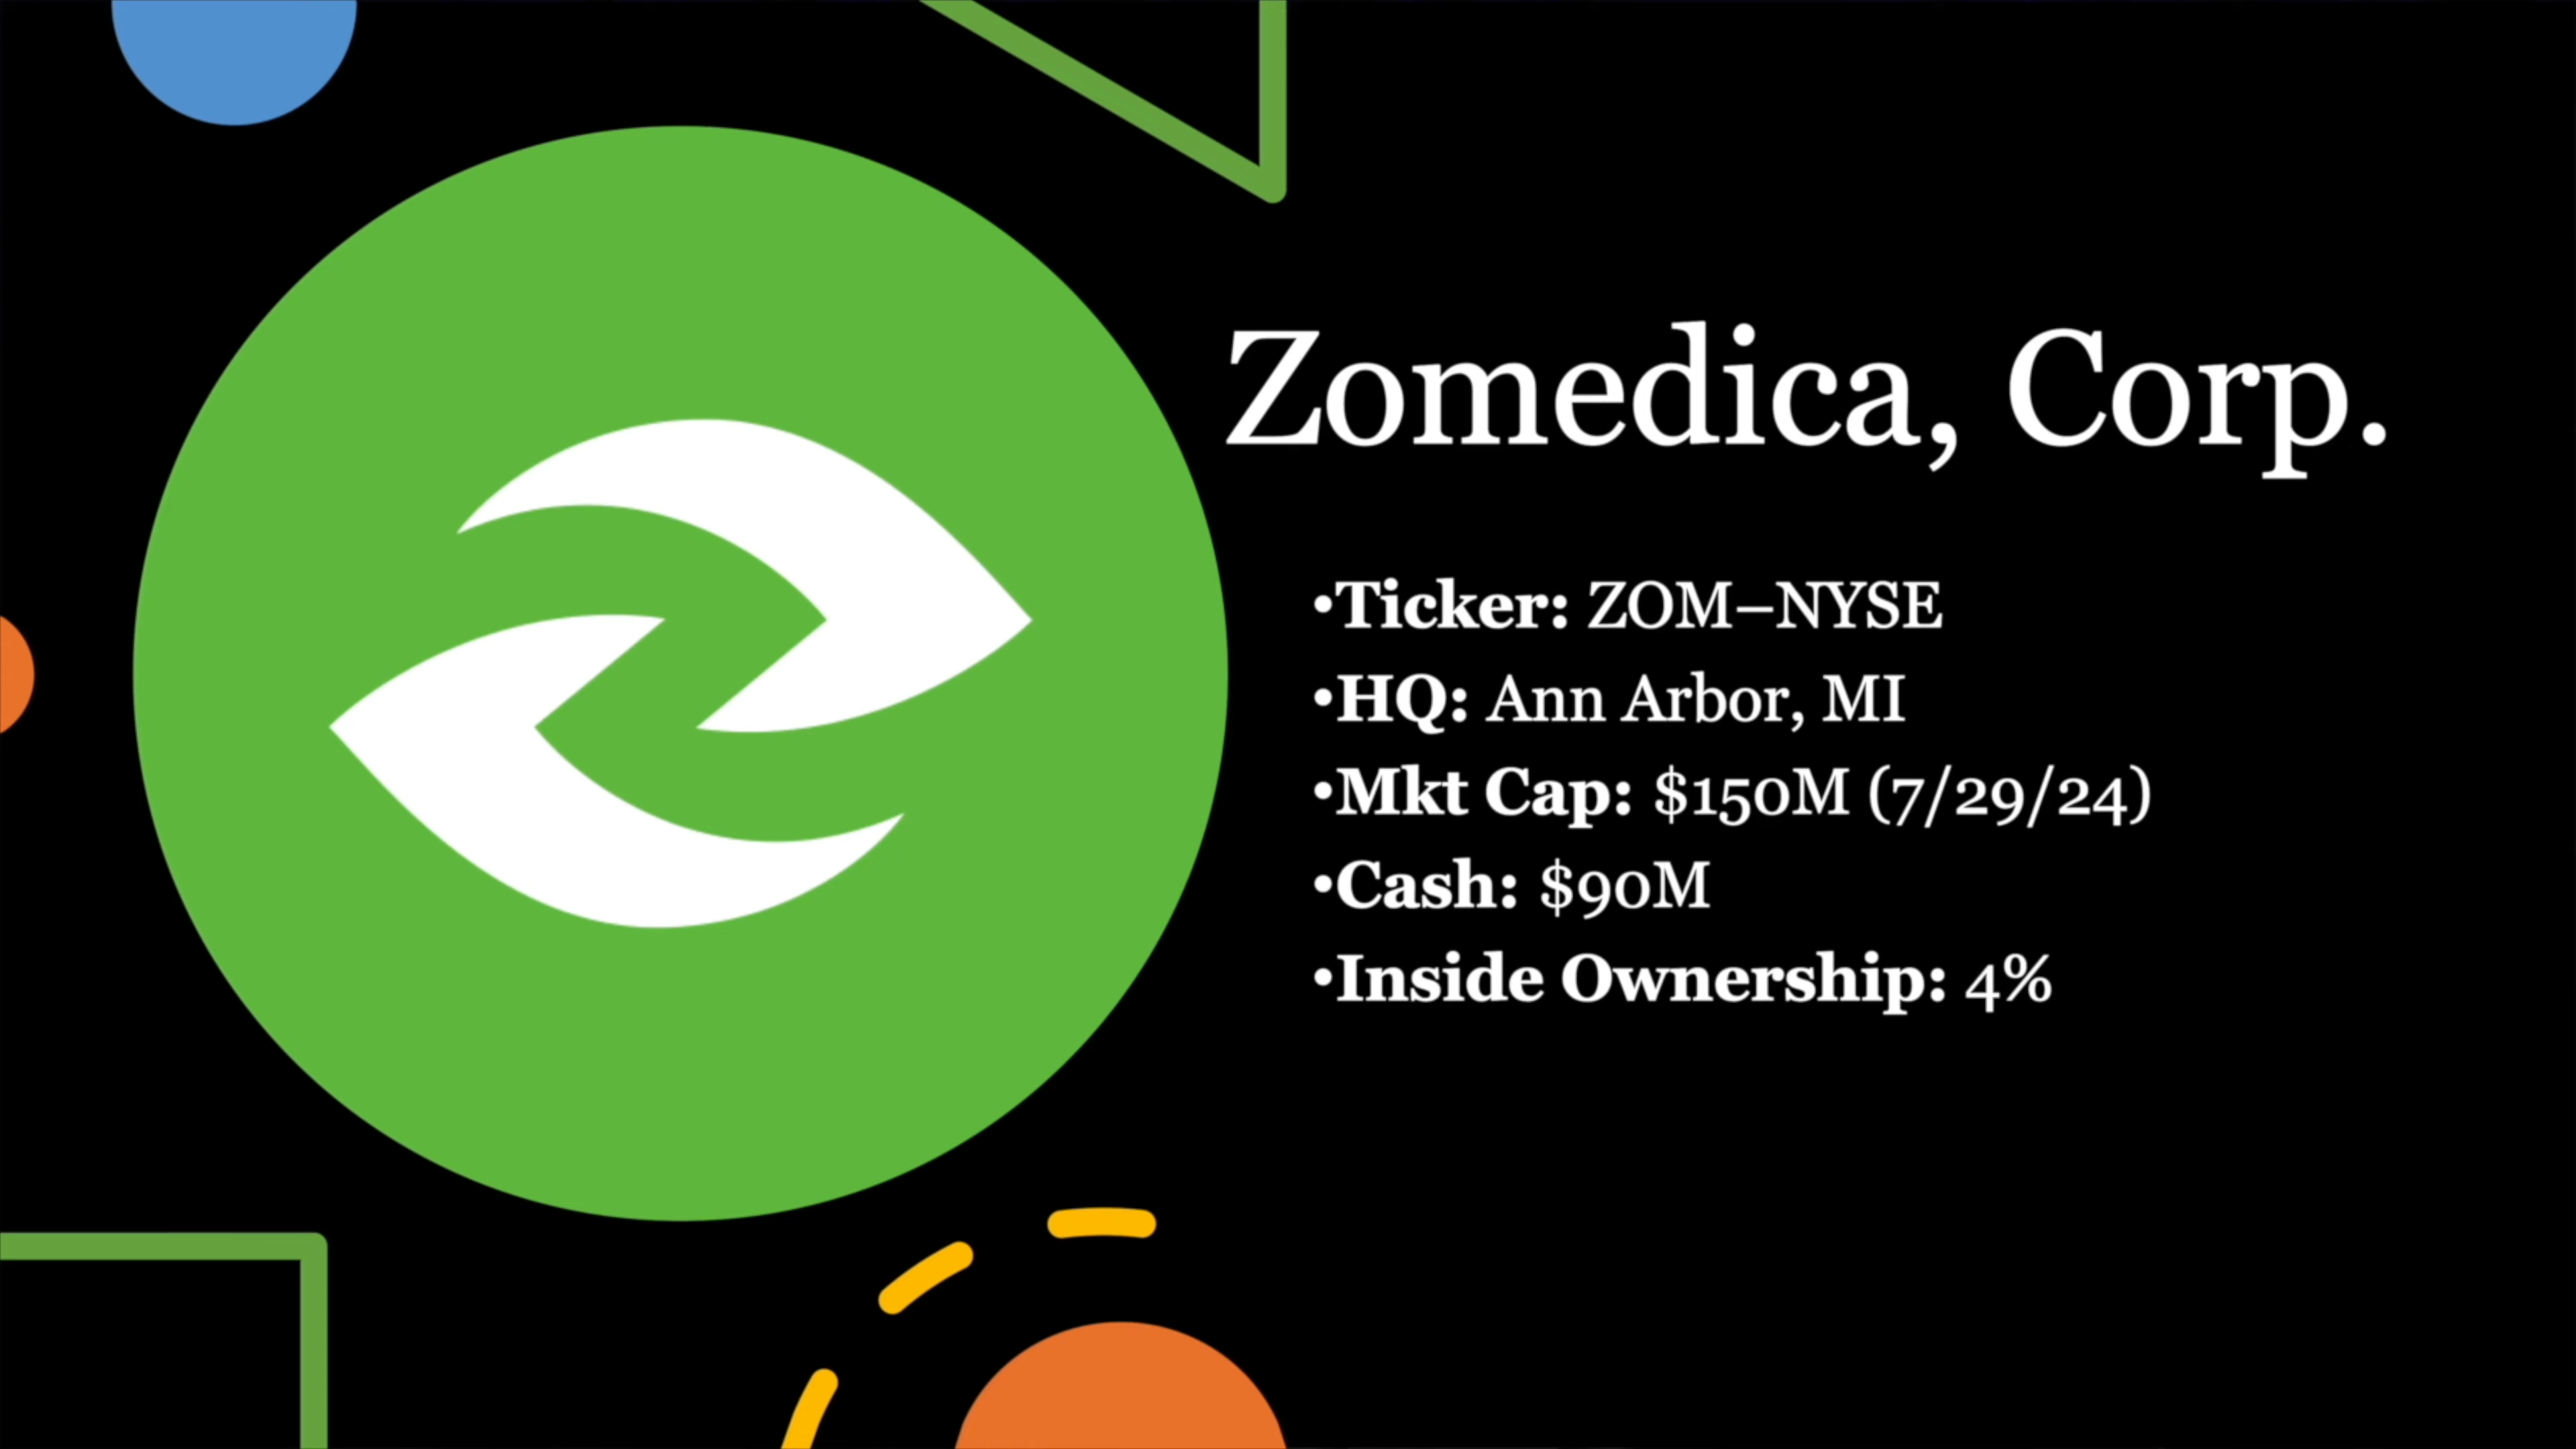 Zomedica, Corp.
•Ticker: ZOM–NYSE
•HQ: Ann Arbor, MI
•Mkt Cap: $150M (7/29/24)
•Cash: $90M
•Inside Ownership: 4%